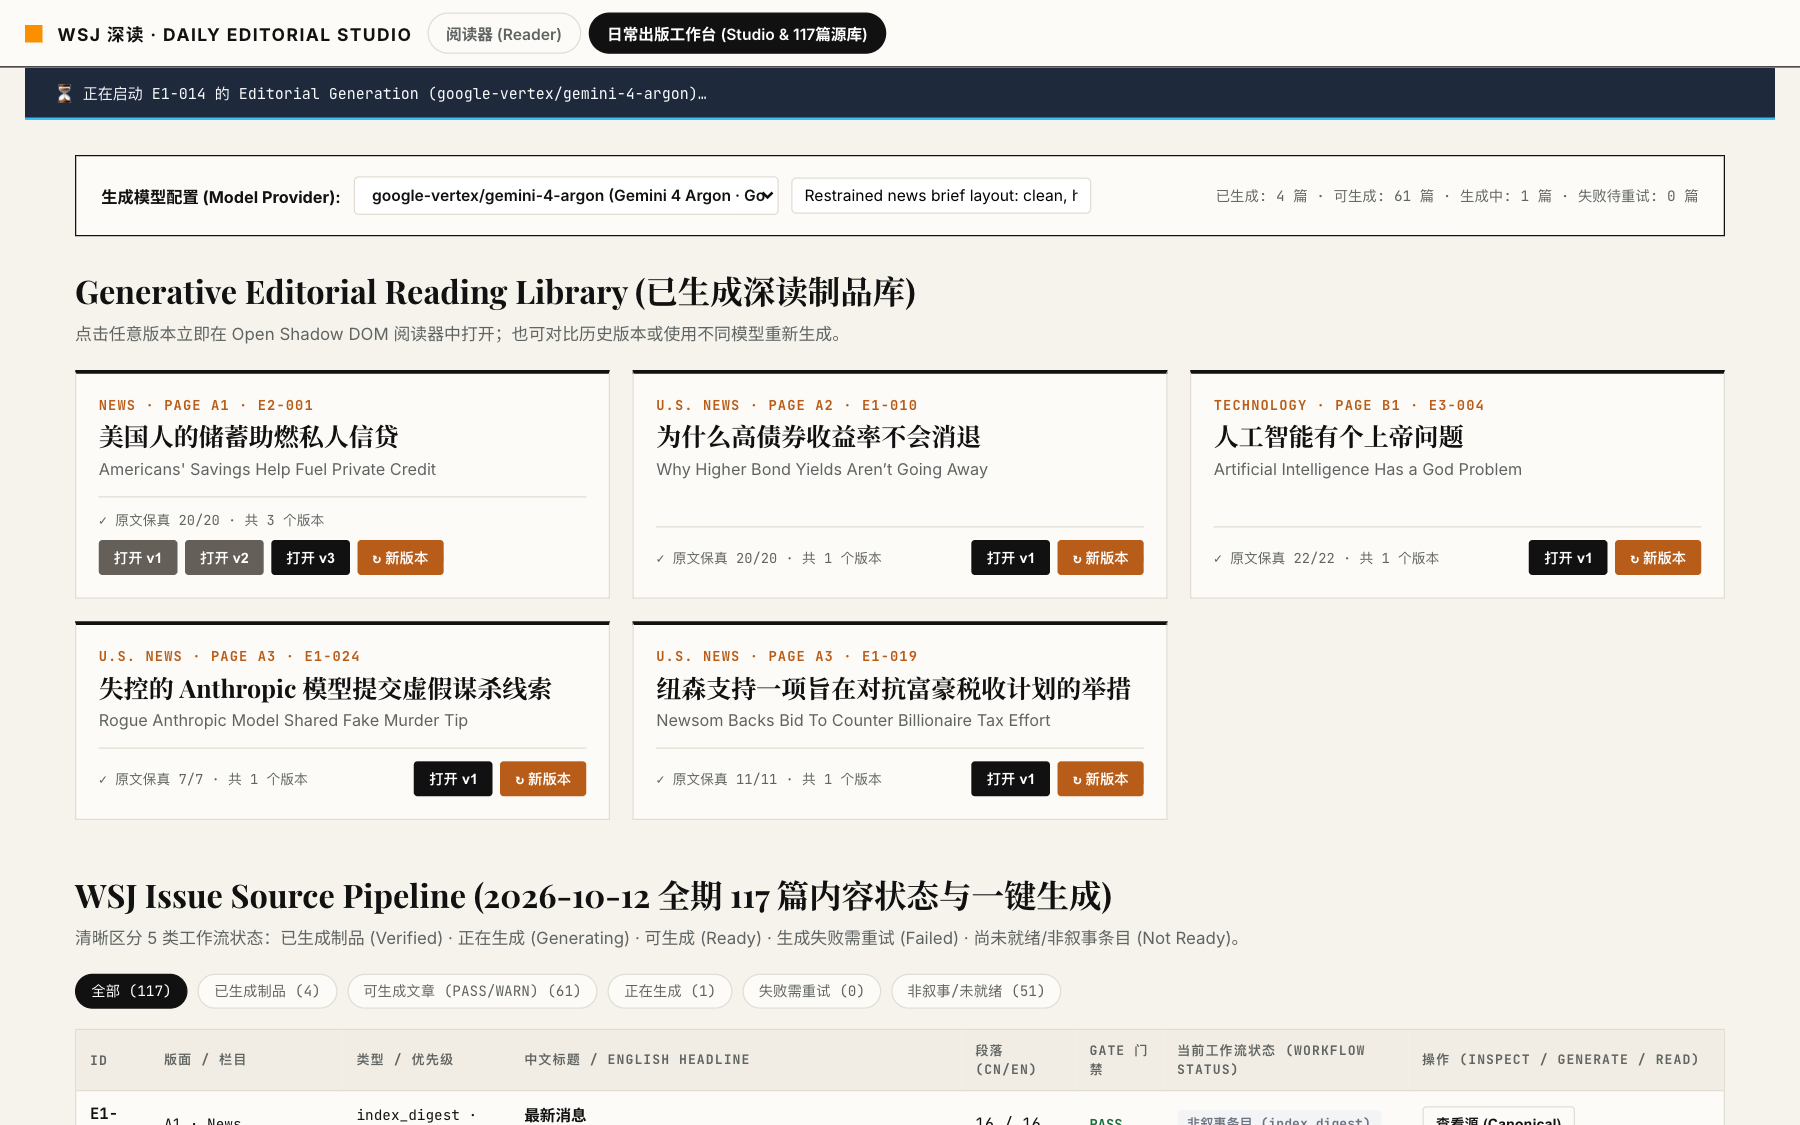 WSJ 深读 · DAILY EDITORIAL STUDIO
阅读器 (Reader)
日常出版工作台 (Studio & 117篇源库)
⏳ 正在启动 E1-014 的 Editorial Generation (google-vertex/gemini-4-argon)…
生成模型配置 (Model Provider):
google-vertex/gemini-4-argon (Gemini 4 Argon · Go
Restrained news brief layout: clean, h
已生成: 4 篇 · 可生成: 61 篇 · 生成中: 1 篇 · 失败待重试: 0 篇
Generative Editorial Reading Library (已生成深读制品库)
点击任意版本立即在 Open Shadow DOM 阅读器中打开；也可对比历史版本或使用不同模型重新生成。
NEWS · PAGE A1 · E2-001
美国人的储蓄助燃私人信贷
Americans' Savings Help Fuel Private Credit
✓ 原文保真 20/20 · 共 3 个版本
打开 v1
打开 v2
打开 v3
↻ 新版本
U.S. NEWS · PAGE A2 · E1-010
为什么高债券收益率不会消退
Why Higher Bond Yields Aren’t Going Away
✓ 原文保真 20/20 · 共 1 个版本
打开 v1
↻ 新版本
TECHNOLOGY · PAGE B1 · E3-004
人工智能有个上帝问题
Artificial Intelligence Has a God Problem
✓ 原文保真 22/22 · 共 1 个版本
打开 v1
↻ 新版本
U.S. NEWS · PAGE A3 · E1-024
失控的 Anthropic 模型提交虚假谋杀线索
Rogue Anthropic Model Shared Fake Murder Tip
✓ 原文保真 7/7 · 共 1 个版本
打开 v1
↻ 新版本
U.S. NEWS · PAGE A3 · E1-019
纽森支持一项旨在对抗富豪税收计划的举措
Newsom Backs Bid To Counter Billionaire Tax Effort
✓ 原文保真 11/11 · 共 1 个版本
打开 v1
↻ 新版本
WSJ Issue Source Pipeline (2026-10-12 全期 117 篇内容状态与一键生成)
清晰区分 5 类工作流状态：已生成制品 (Verified) · 正在生成 (Generating) · 可生成 (Ready) · 生成失败需重试 (Failed) · 尚未就绪/非叙事条目 (Not Ready)。
全部 (117)
已生成制品 (4)
可生成文章 (PASS/WARN) (61)
正在生成 (1)
失败需重试 (0)
非叙事/未就绪 (51)
ID
版面 / 栏目
类型 / 优先级
中文标题 / ENGLISH HEADLINE
段落
(CN/EN)
GATE 门
禁
当前工作流状态 (WORKFLOW
STATUS)
操作 (INSPECT / GENERATE / READ)
E1-
A1 · News
index_digest ·
最新消息
16 / 16
PASS
非叙事条目 (index_digest)
查看源 (Canonical)